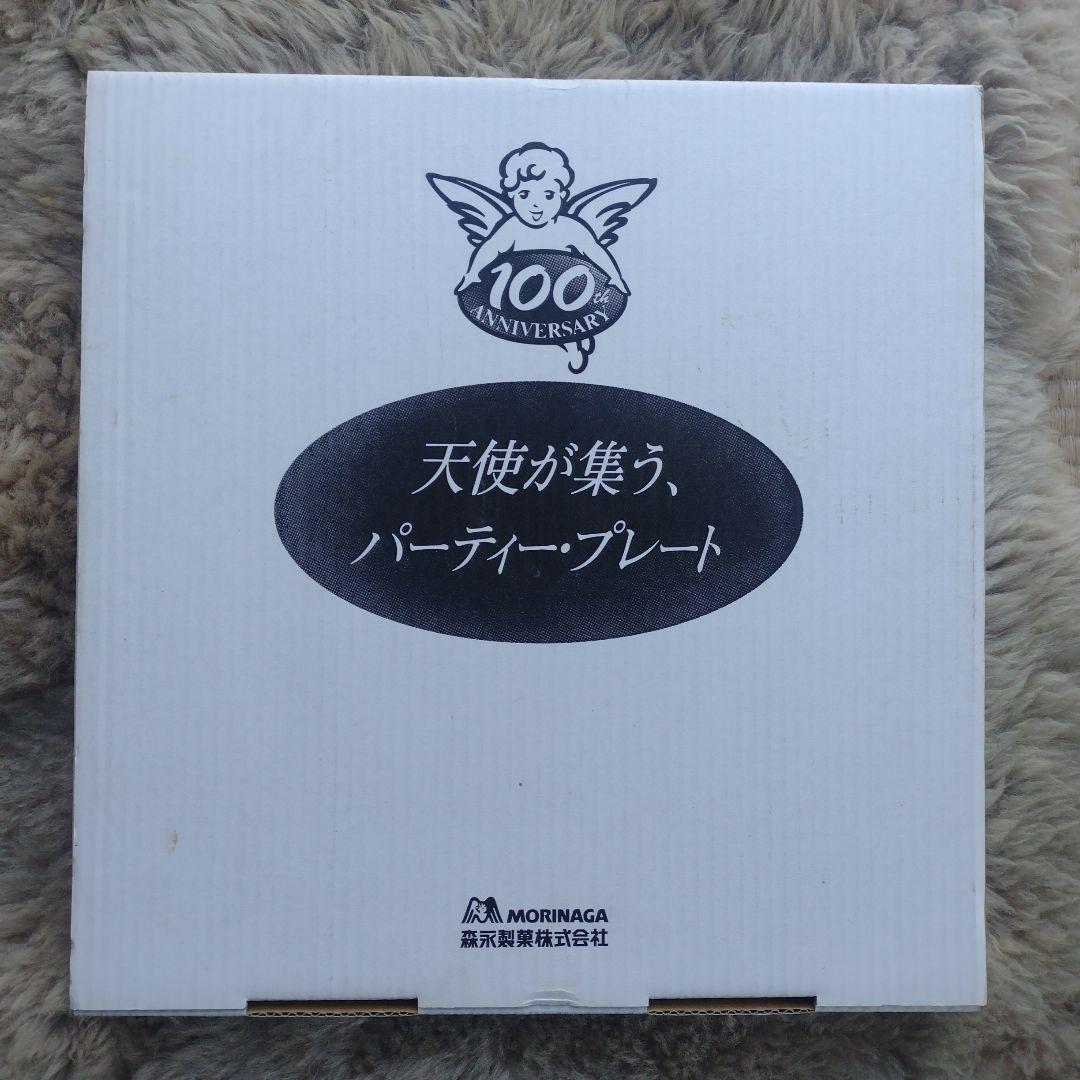 100th
ANNIVERSARY
天使が集う、
パーティー・プレート
MORINAGA
森永製菓株式会社